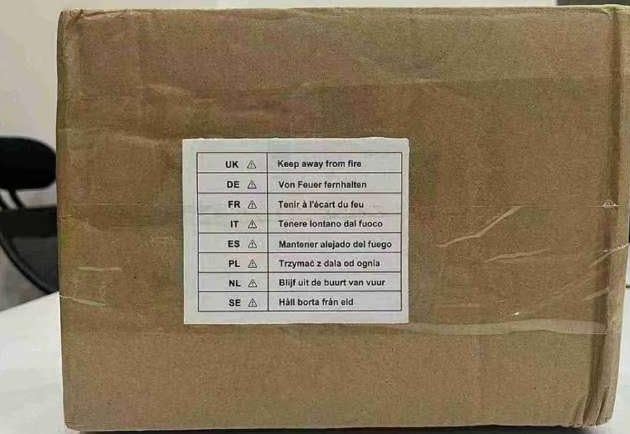 UK ⚠ Keep away from fire
DE ⚠ Von Feuer fernhalten
FR ⚠ Tenir à l'écart du feu
IT ⚠ Tenere lontano dal fuoco
ES ⚠ Mantener alejado del fuego
PL ⚠ Trzymać z dala od ognia
NL ⚠ Blijf uit de buurt van vuur
SE ⚠ Håll borta från eld